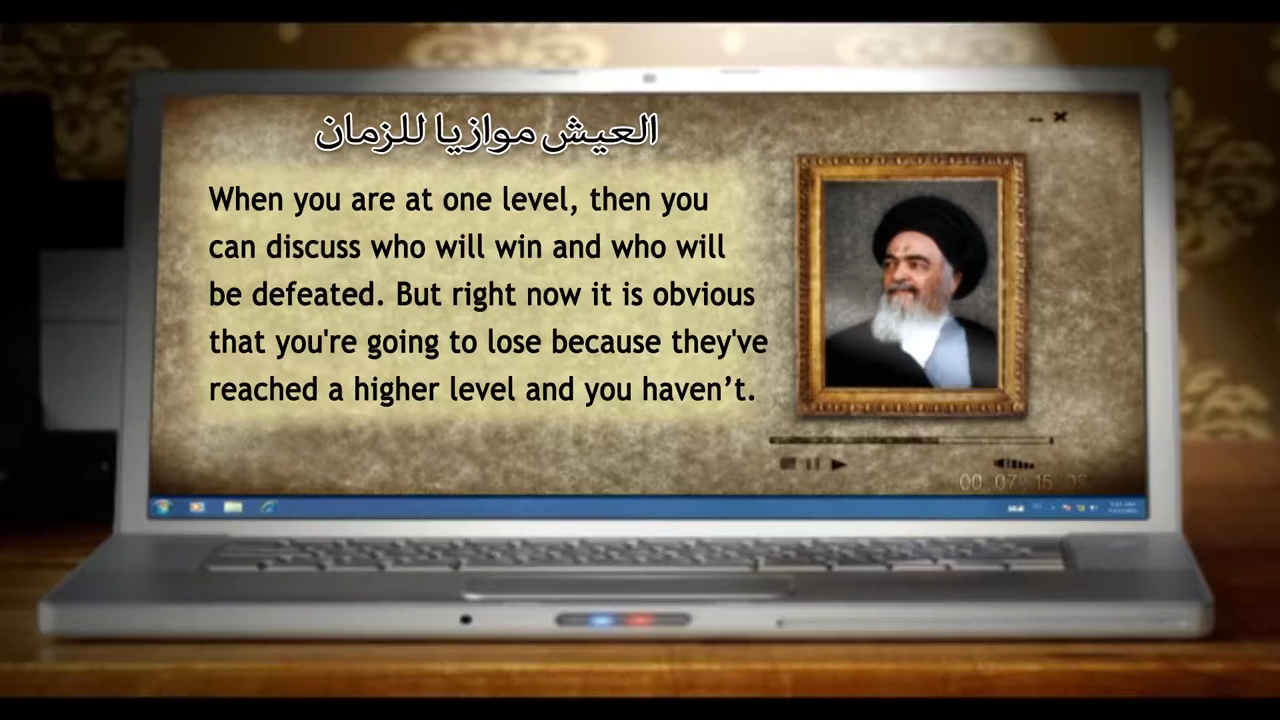 العيش موازيا للزمان
When you are at one level, then you
can discuss who will win and who will
be defeated. But right now it is obvious
that you're going to lose because they've
reached a higher level and you haven’t.